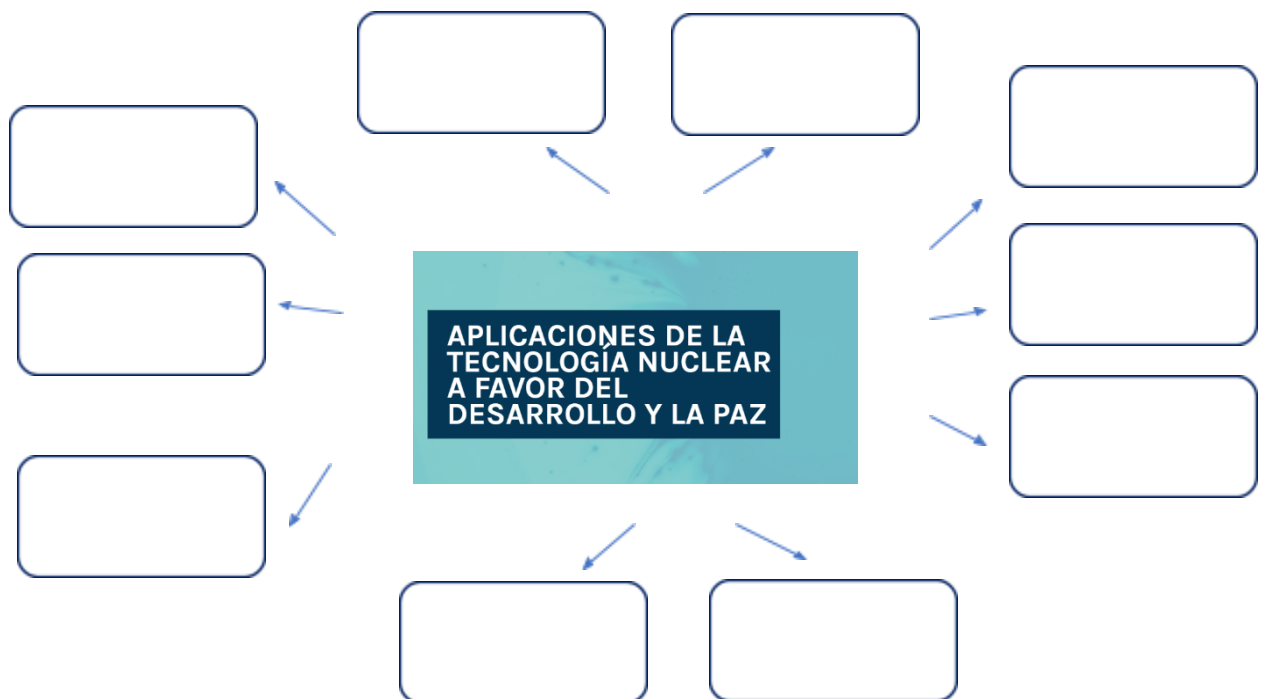 APLICACIONES DE LA
TECNOLOGÍA NUCLEAR
A FAVOR DEL
DESARROLLO Y LA PAZ